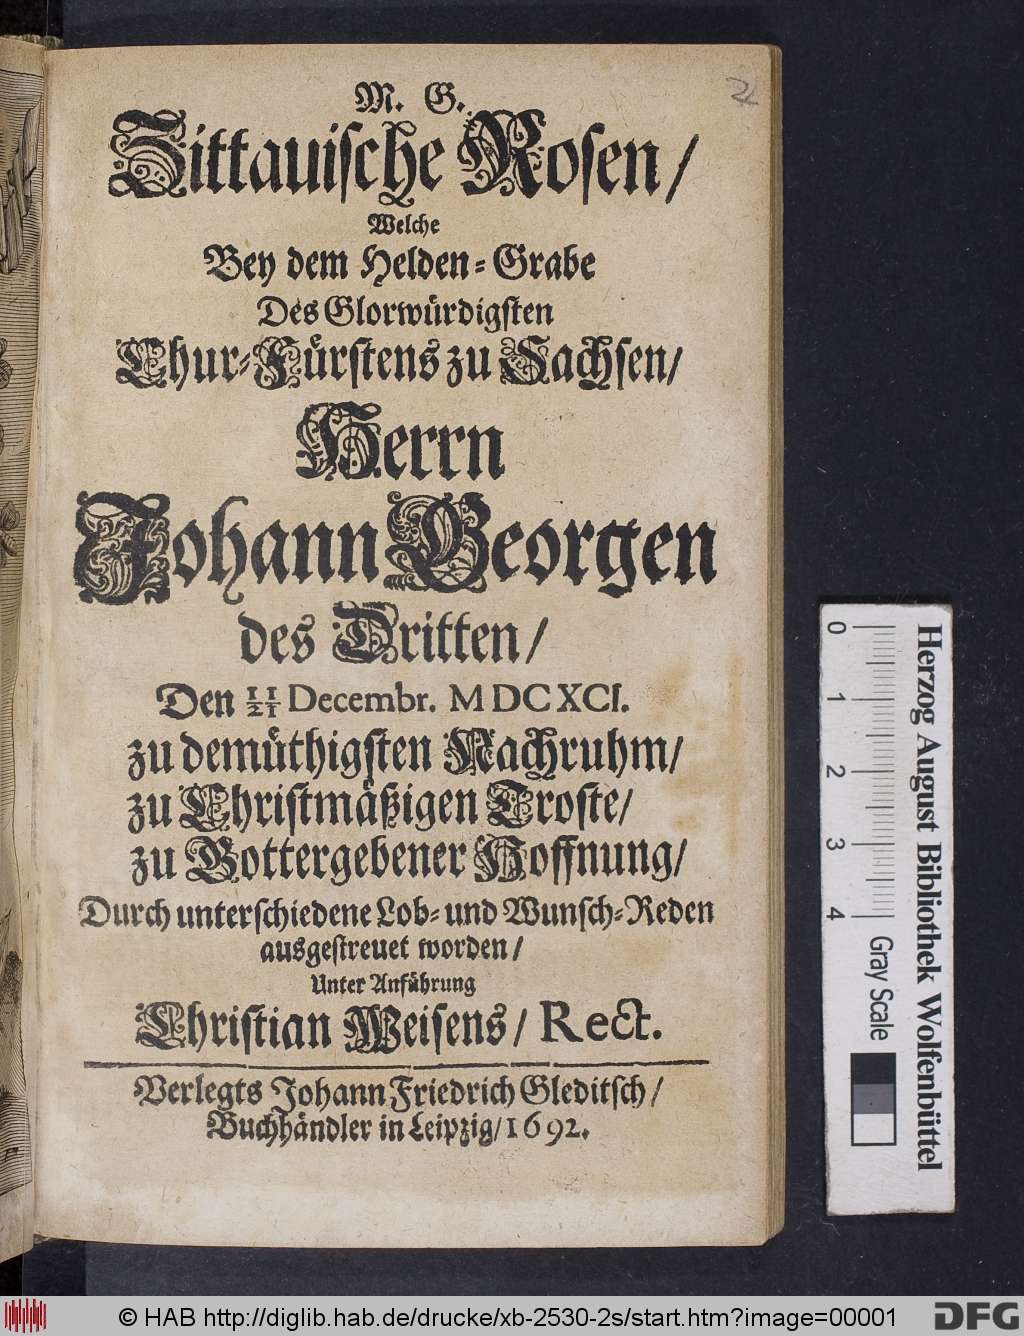 M. G.
Zittauische Rosen/
Welche
Bey dem Helden-Grabe
Des Glorwürdigsten
Chur-Fürstens zu Sachsen/
Herrn
Johann Georgen
des Dritten/
Den 11/21 Decembr. MDCXCI.
zu demüthigsten Nachruhm/
zu Christmäßigen Troste/
zu Gottergebener Hoffnung/
Durch unterschiedene Lob- und Wunsch-Reden
ausgestreuet worden/
Unter Anführung
Christian Weisens/ Rect.
Verlegts Johann Friedrich Gleditsch/
Buchhändler in Leipzig/1692.
Herzog August Bibliothek Wolfenbüttel
0 1 2 3 4 Gray Scale
© HAB http://diglib.hab.de/drucke/xb-2530-2s/start.htm?image=00001
DFG